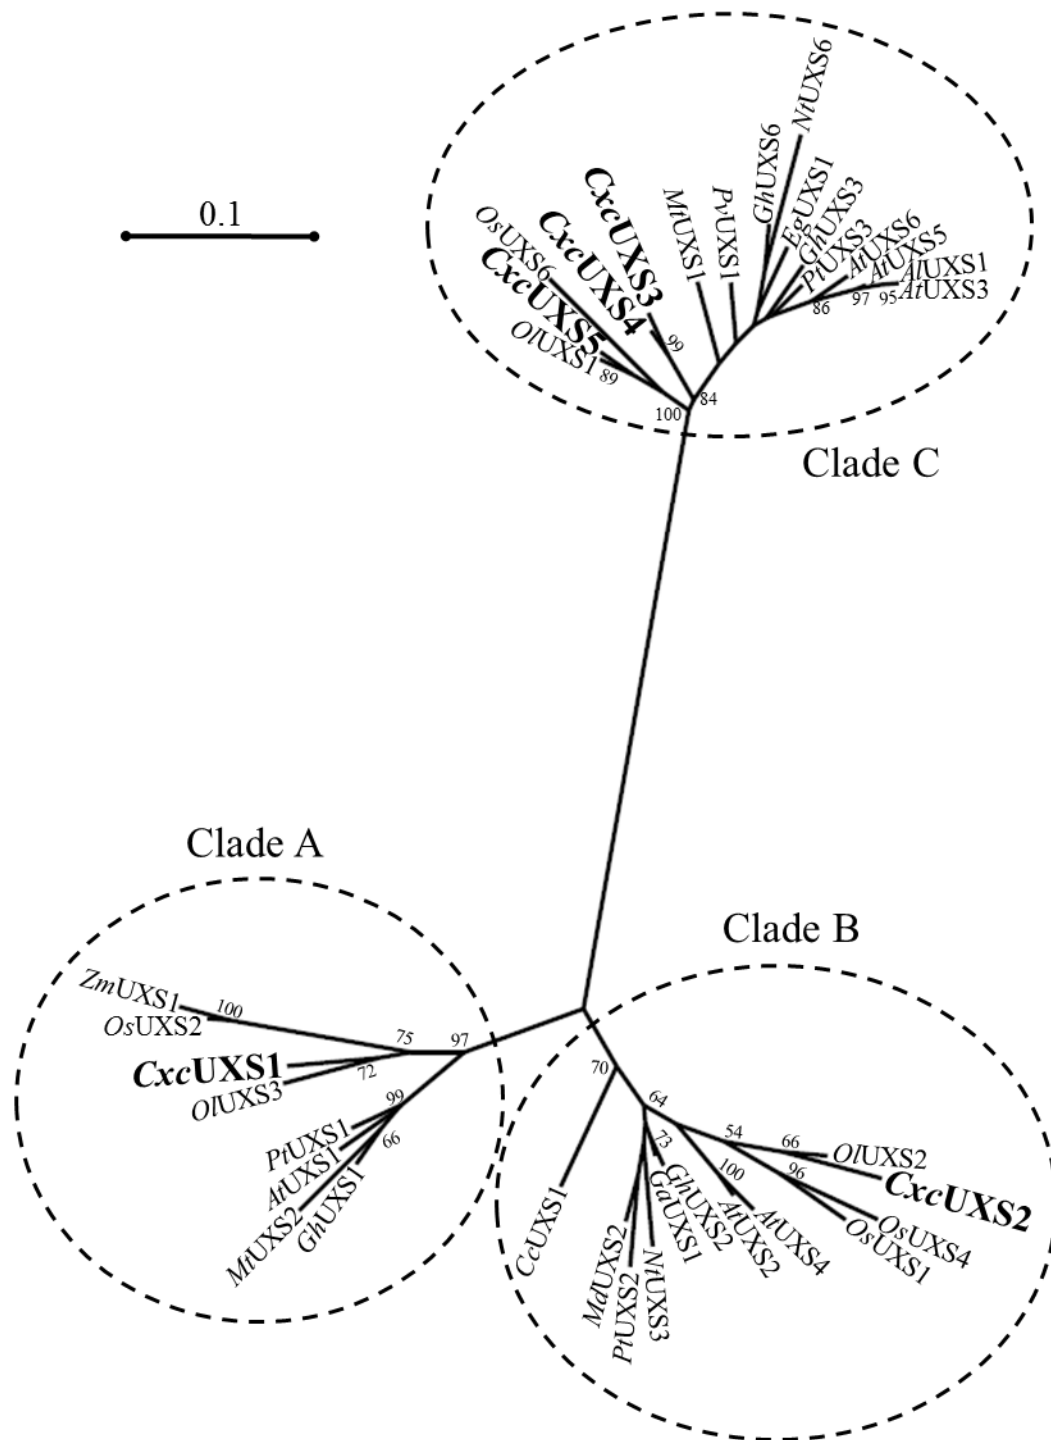 0.1
OsUXS6
CxcUXS5
OlUXS1
89
CxcUXS4
CxcUXS3
99
MtUXS1
PvUXS1
GhUXS6
NtUXS6
EgUXS1
GhUXS3
PtUXS3
AtUXS6
AtUXS5
AlUXS1
AtUXS3
86
97
95
84
100
Clade C
Clade A
ZmUXS1
100
OsUXS2
75
97
CxcUXS1
72
OlUXS3
99
PtUXS1
66
AtUXS1
MtUXS2
GhUXS1
Clade B
70
64
73
54
66
OlUXS2
CxcUXS2
96
OsUXS4
OsUXS1
100
AtUXS4
AtUXS2
GhUXS2
GaUXS1
NtUXS3
PtUXS2
MdUXS2
CcUXS1